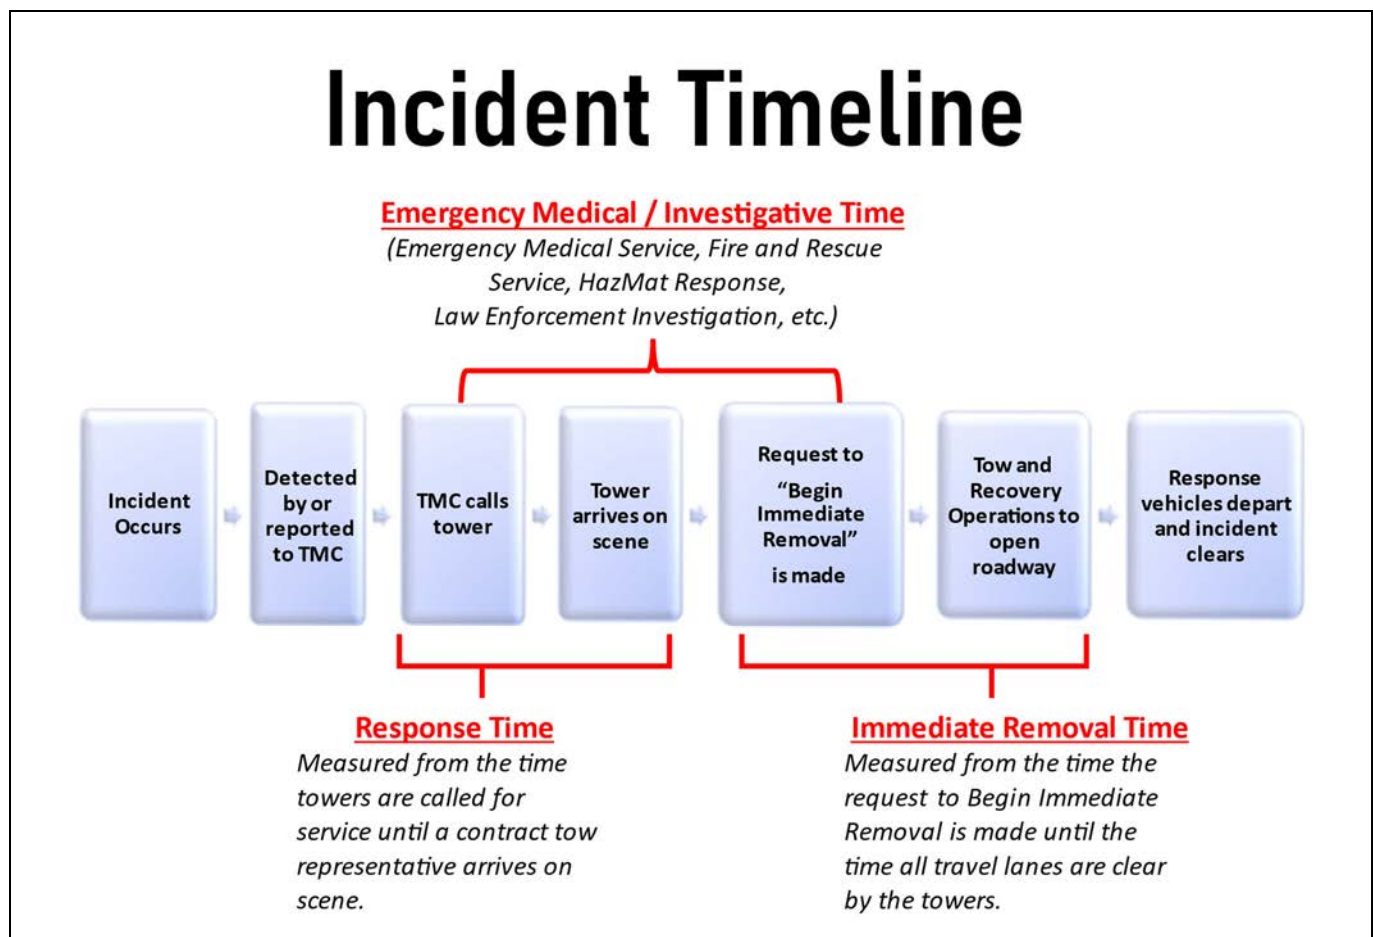 Incident Timeline
Emergency Medical / Investigative Time
(Emergency Medical Service, Fire and Rescue
Service, HazMat Response,
Law Enforcement Investigation, etc.)
Incident
Occurs
Detected
by or
reported
to TMC
TMC calls
tower
Tower
arrives on
scene
Request to
“Begin
Immediate
Removal”
is made
Tow and
Recovery
Operations to
open
roadway
Response
vehicles depart
and incident
clears
Response Time
Measured from the time
towers are called for
service until a contract tow
representative arrives on
scene.
Immediate Removal Time
Measured from the time the
request to Begin Immediate
Removal is made until the
time all travel lanes are clear
by the towers.